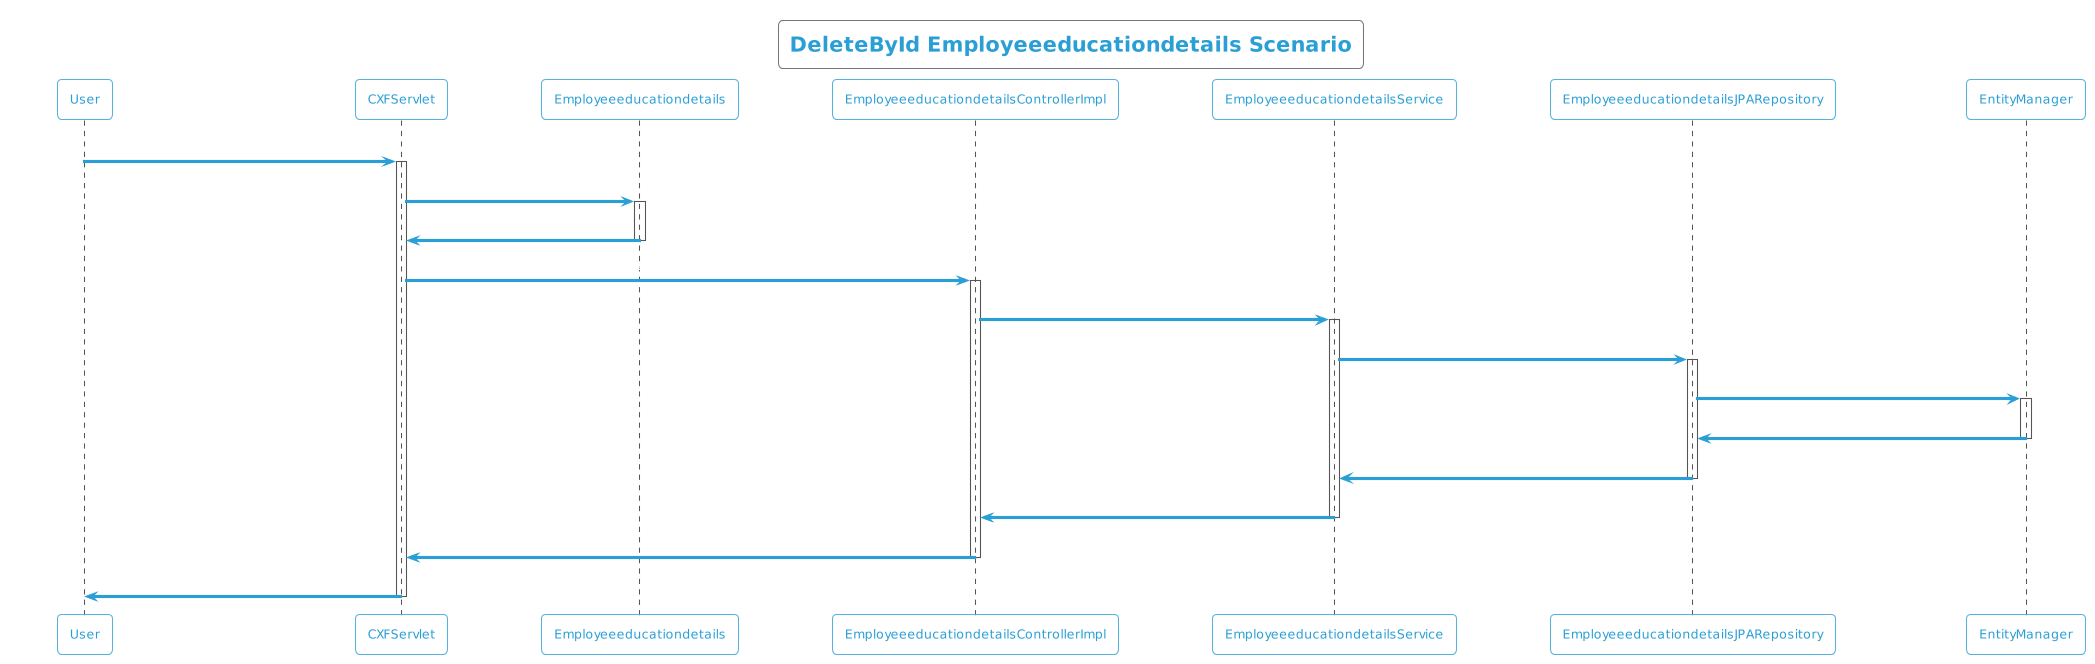 DeleteById Employeeeducationdetails Scenario
User
CXFServlet
Employeeeducationdetails
EmployeeeducationdetailsControllerImpl
EmployeeeducationdetailsService
EmployeeeducationdetailsJPARepository
EntityManager
User
CXFServlet
Employeeeducationdetails
EmployeeeducationdetailsControllerImpl
EmployeeeducationdetailsService
EmployeeeducationdetailsJPARepository
EntityManager